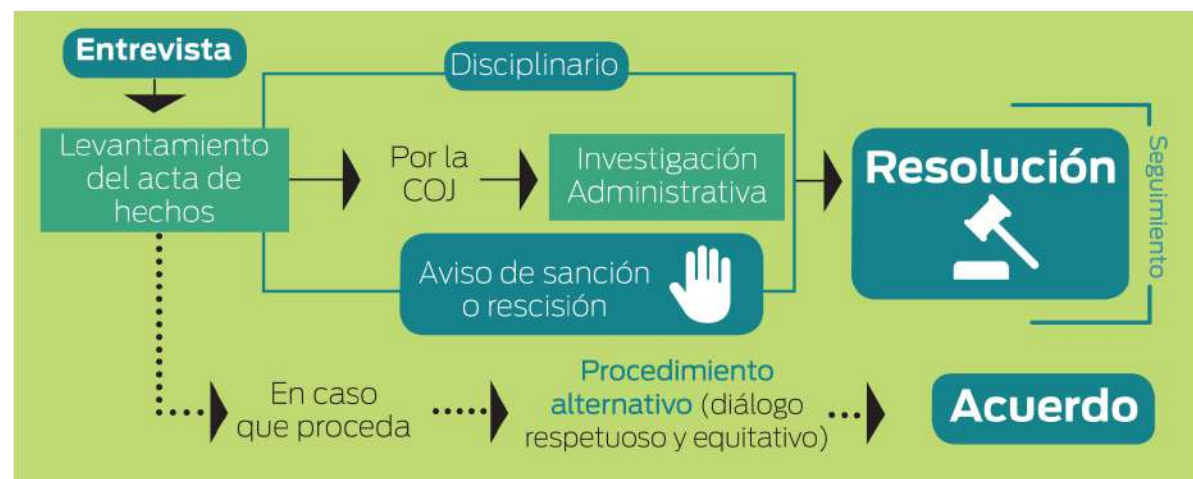 Entrevista
Levantamiento
del acta de
hechos
Disciplinario
Por la
COJ
Investigación
Administrativa
Aviso de sanción
o rescisión
Resolución
Seguimiento
En caso
que proceda
Procedimiento
alternativo (diálogo
respetuoso y equitativo)
Acuerdo